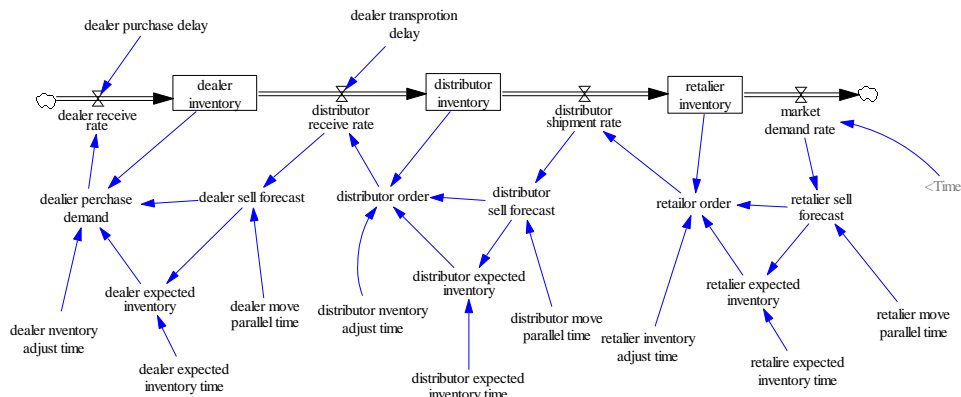 dealer purchase delay
dealer transprotion
delay
dealer
inventory
distributor
inventory
retalier
inventory
dealer receive
rate
distributor
receive rate
distributor
shipment rate
market
demand rate
<Time
dealier purchase
demand
dealer sell forecast
distributor order
distributor
sell forecast
retailor order
retalier sell
forecast
dealer expected
inventory
distributor expected
inventory
retalier expected
inventory
dealer nventory
adjust time
dealer move
parallel time
distributor nventory
adjust time
distributor move
parallel time
retalier inventory
adjust time
retalier move
parallel time
dealer expected
inventory time
distributor expected
inventory time
retalire expected
inventory time